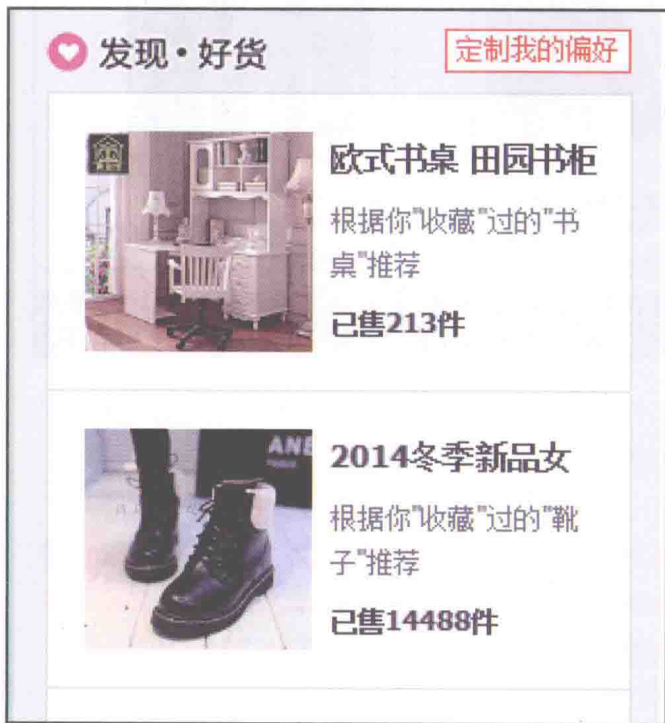 发现·好货
定制我的偏好
欧式书桌 田园书柜
根据你"收藏"过的"书
桌"推荐
已售213件
ANE
2014冬季新品女
根据你"收藏"过的"靴
子"推荐
已售14488件